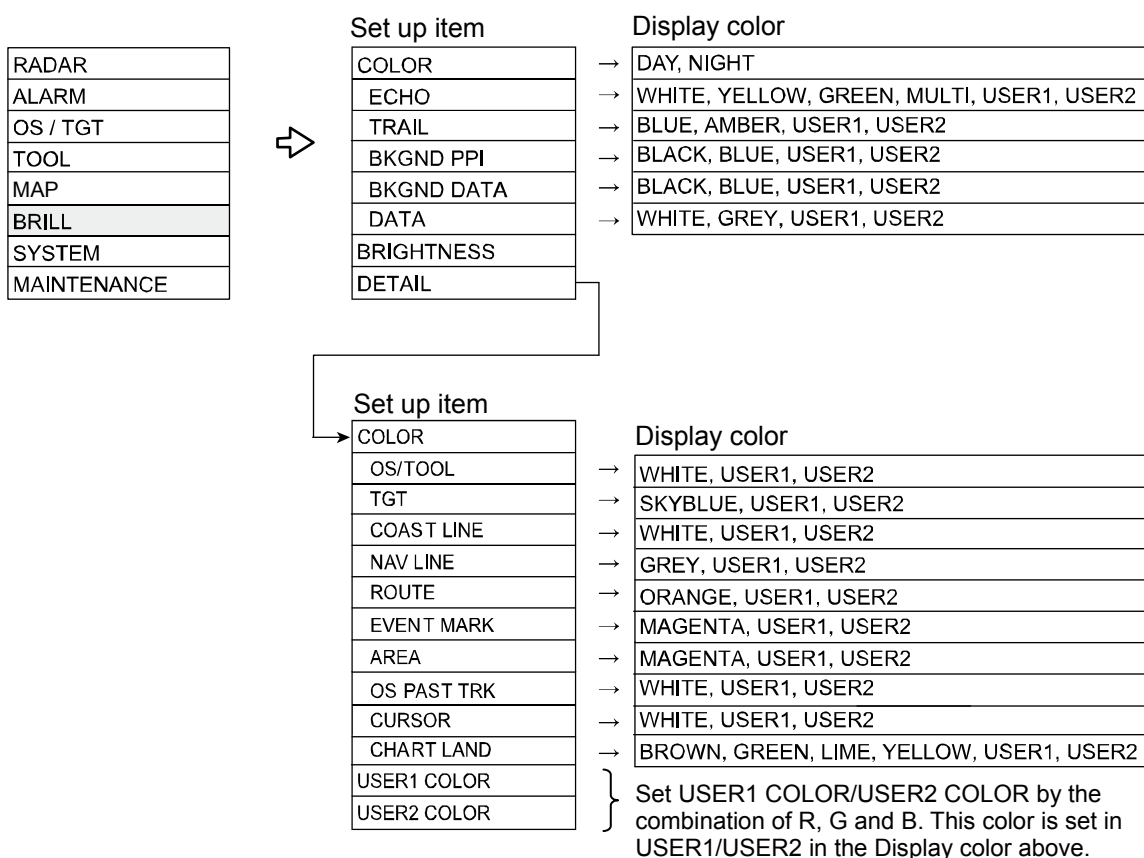 Set up item
Display color
RADAR
ALARM
OS / TGT
TOOL
MAP
BRILL
SYSTEM
MAINTENANCE
COLOR → DAY, NIGHT
ECHO → WHITE, YELLOW, GREEN, MULTI, USER1, USER2
TRAIL → BLUE, AMBER, USER1, USER2
BKGND PPI → BLACK, BLUE, USER1, USER2
BKGND DATA → BLACK, BLUE, USER1, USER2
DATA → WHITE, GREY, USER1, USER2
BRIGHTNESS
DETAIL
Set up item
Display color
COLOR
OS/TOOL → WHITE, USER1, USER2
TGT → SKYBLUE, USER1, USER2
COAST LINE → WHITE, USER1, USER2
NAV LINE → GREY, USER1, USER2
ROUTE → ORANGE, USER1, USER2
EVENT MARK → MAGENTA, USER1, USER2
AREA → MAGENTA, USER1, USER2
OS PAST TRK → WHITE, USER1, USER2
CURSOR → WHITE, USER1, USER2
CHART LAND → BROWN, GREEN, LIME, YELLOW, USER1, USER2
USER1 COLOR
USER2 COLOR
Set USER1 COLOR/USER2 COLOR by the
combination of R, G and B. This color is set in
USER1/USER2 in the Display color above.